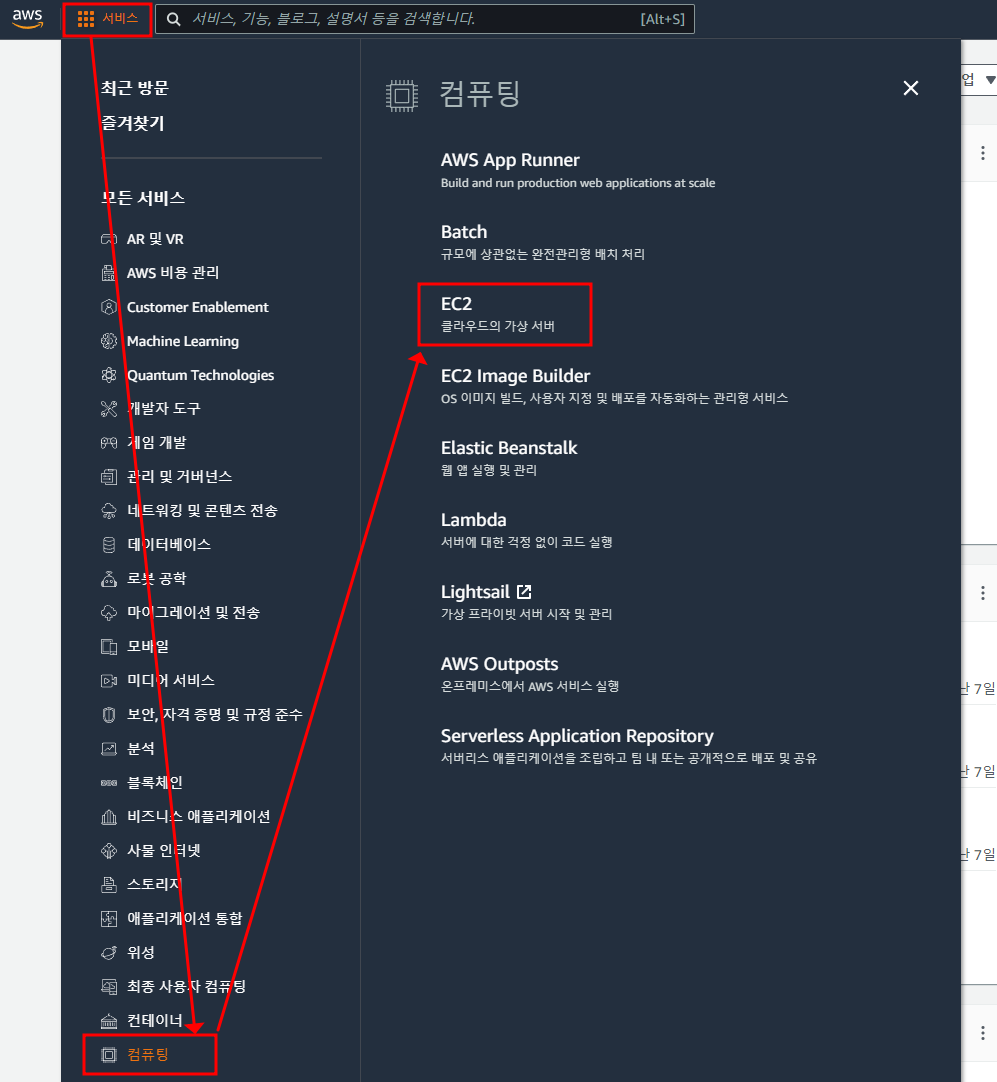 aws
서비스
서비스, 기능, 블로그, 설명서 등을 검색합니다.
[Alt+S]
최근 방문
즐겨찾기
모든 서비스
AR 및 VR
AWS 비용 관리
Customer Enablement
Machine Learning
Quantum Technologies
개발자 도구
게임 개발
관리 및 거버넌스
네트워킹 및 콘텐츠 전송
데이터베이스
로봇 공학
마이그레이션 및 전송
모바일
미디어 서비스
보안, 자격 증명 및 규정 준수
분석
블록체인
비즈니스 애플리케이션
사물 인터넷
스토리지
애플리케이션 통합
위성
최종 사용자 컴퓨팅
컨테이너
컴퓨팅
컴퓨팅
AWS App Runner
Build and run production web applications at scale
Batch
규모에 상관없는 완전관리형 배치 처리
EC2
클라우드의 가상 서버
EC2 Image Builder
OS 이미지 빌드, 사용자 지정 및 배포를 자동화하는 관리형 서비스
Elastic Beanstalk
웹 앱 실행 및 관리
Lambda
서버에 대한 걱정 없이 코드 실행
Lightsail
가상 프라이빗 서버 시작 및 관리
AWS Outposts
온프레미스에서 AWS 서비스 실행
Serverless Application Repository
서버리스 애플리케이션을 조립하고 팀 내 또는 공개적으로 배포 및 공유
업
7일
7일
7일